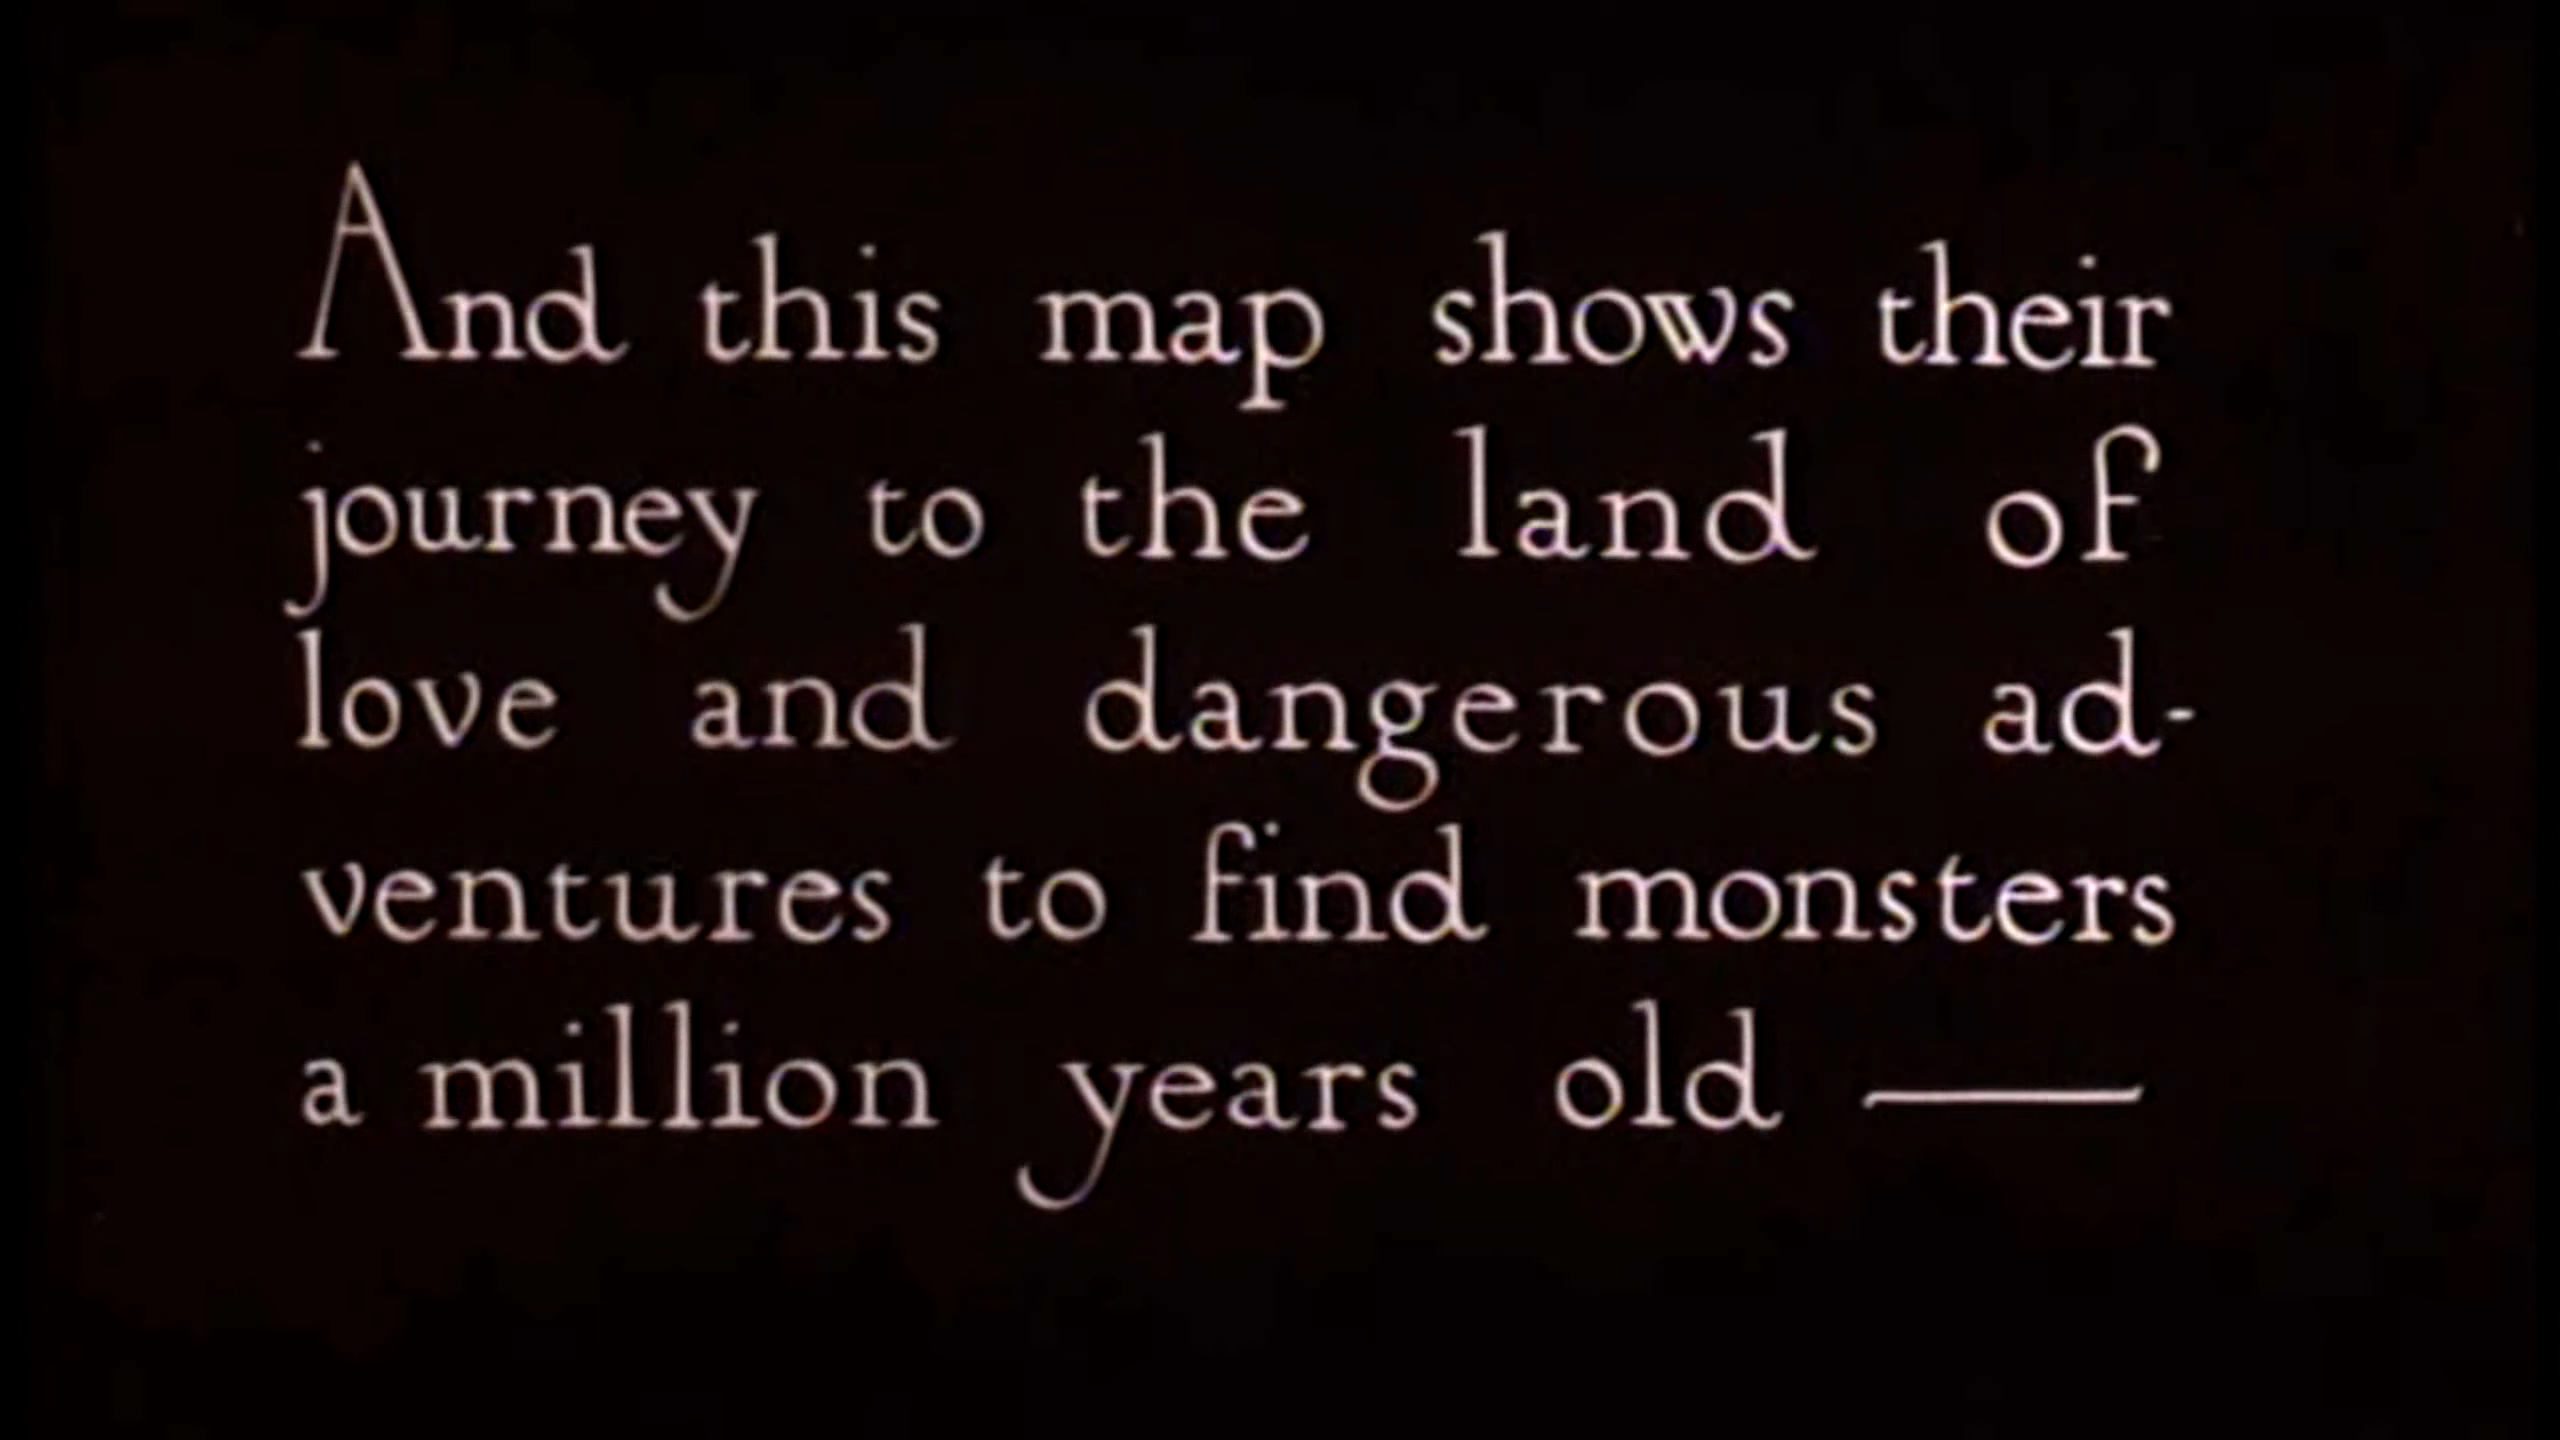 And this map shows their
journey to the land of
love and dangerous ad-
ventures to find monsters
a million years old —